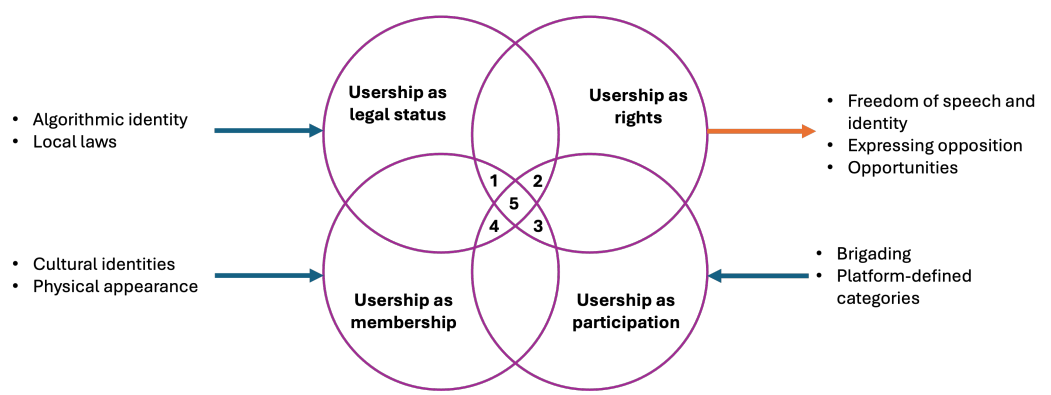 Usership as
legal status
Usership as
rights
• Algorithmic identity
• Local laws
• Freedom of speech and
identity
• Expressing opposition
• Opportunities
1
2
5
4
3
• Cultural identities
• Physical appearance
Usership as
membership
Usership as
participation
• Brigading
• Platform-defined
categories